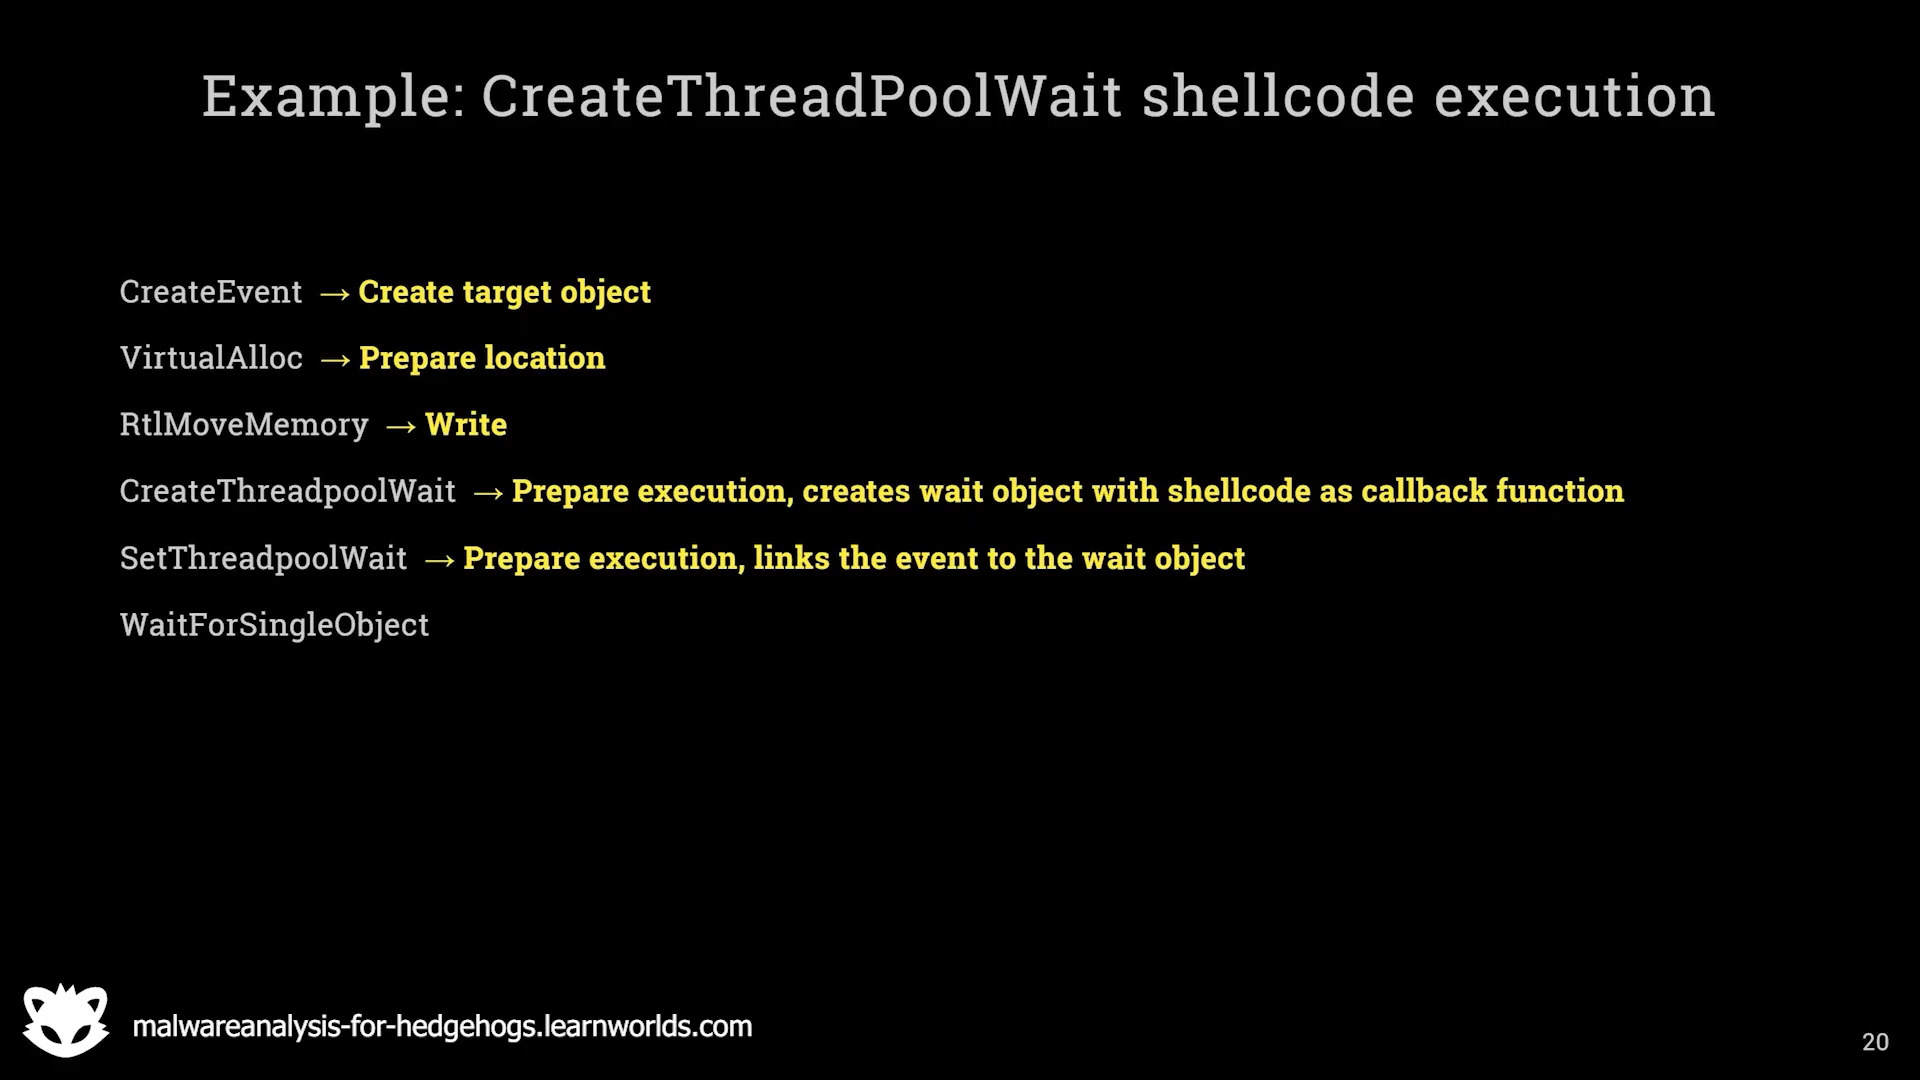 Example: CreateThreadPoolWait shellcode execution
CreateEvent → Create target object
VirtualAlloc → Prepare location
RtlMoveMemory → Write
CreateThreadpoolWait → Prepare execution, creates wait object with shellcode as callback function
SetThreadpoolWait → Prepare execution, links the event to the wait object
WaitForSingleObject
malwareanalysis-for-hedgehogs.learnworlds.com
20